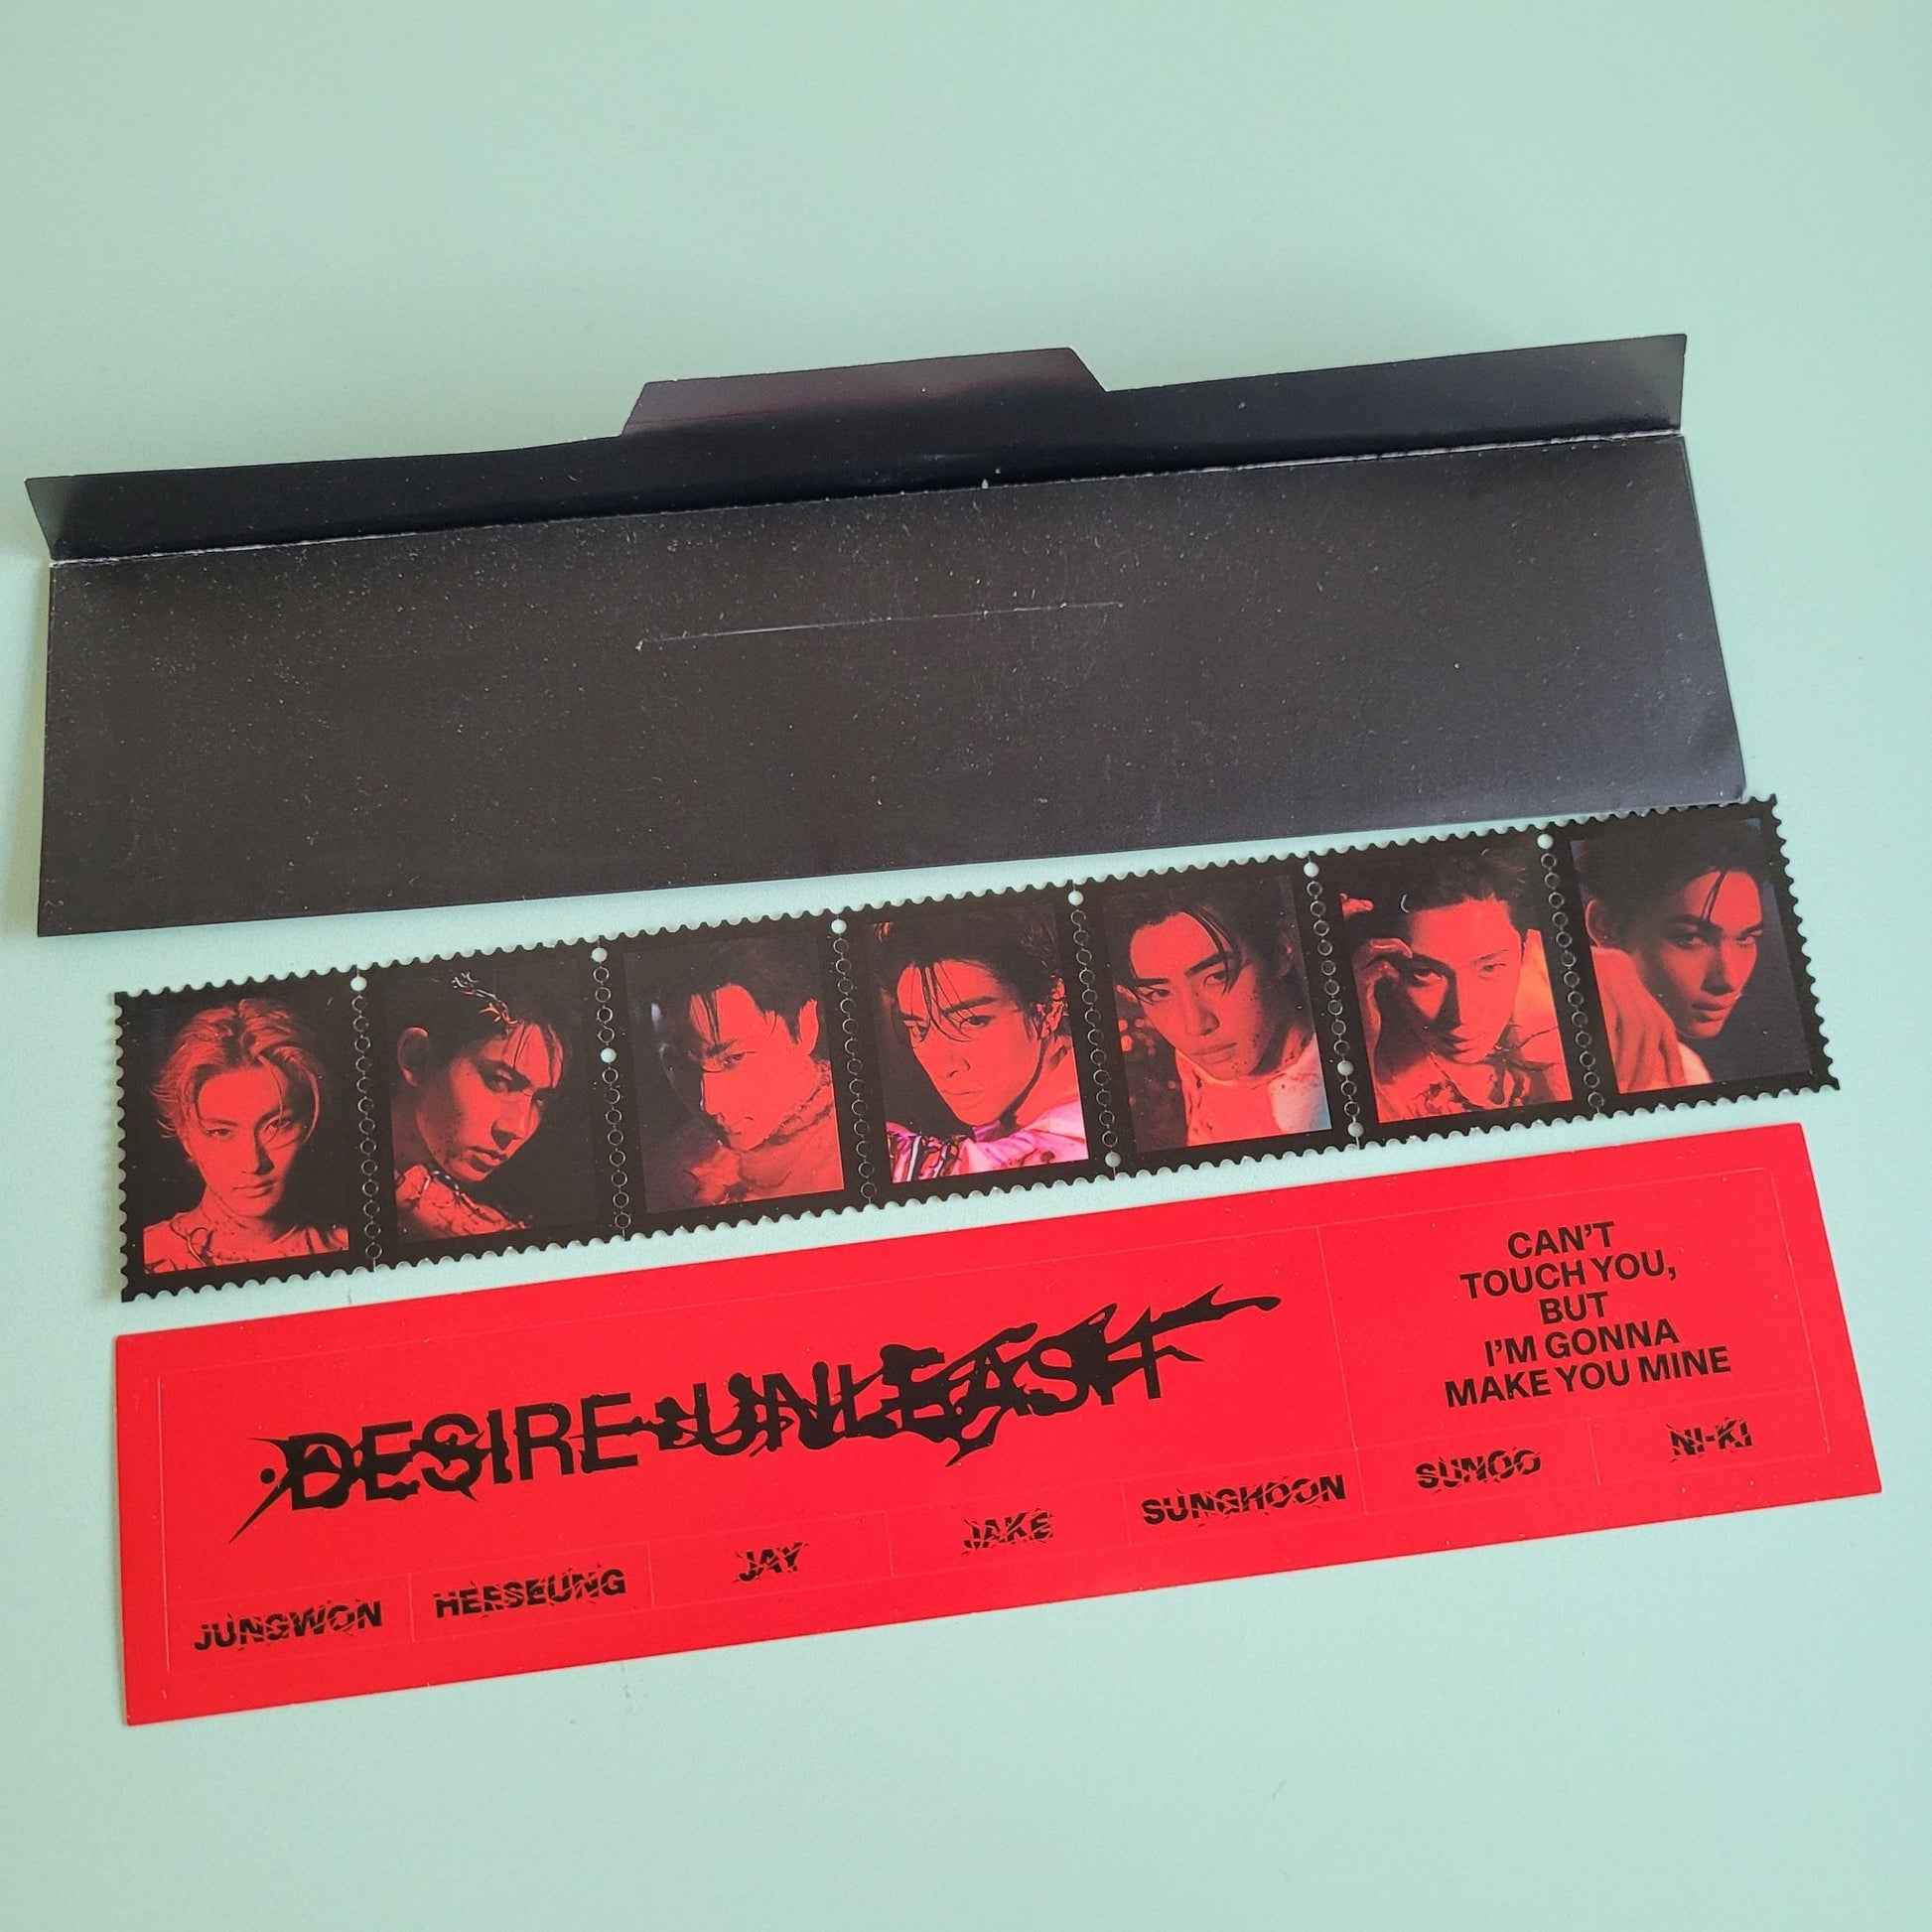 DESIRE : UNLEASH
CAN'T
TOUCH YOU,
BUT
I'M GONNA
MAKE YOU MINE
JUNGWON
HEESEUNG
JAY
JAKE
SUNGHOON
SUNOO
NI-KI